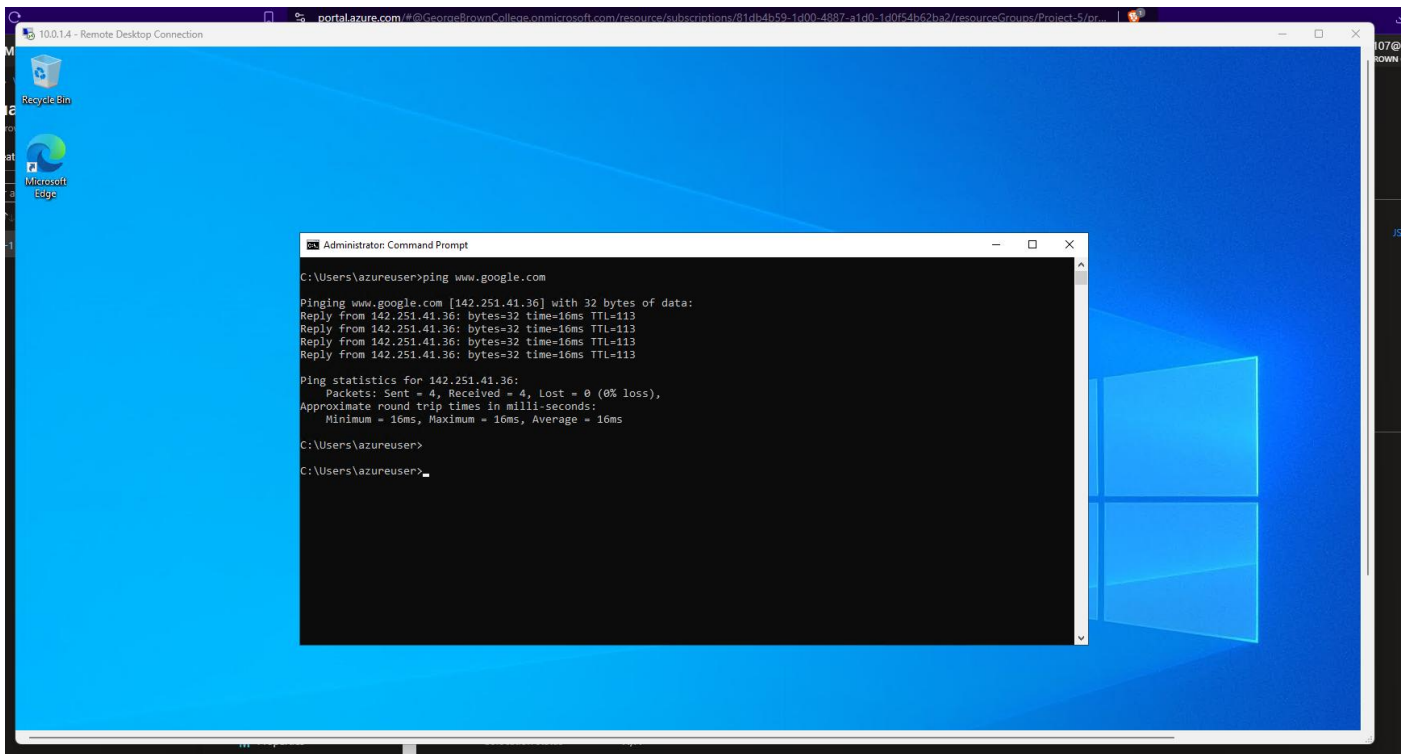 portal.azure.com/#@GeorgeBrownCollege.onmicrosoft.com/resource/subscriptions/81db4b59-1d00-4887-a1d0-1d0f54b62ba2/resourceGroups/Project-5/pr...
10.0.1.4 - Remote Desktop Connection
107@
ROWN
Recycle Bin
Microsoft
Edge
Administrator: Command Prompt
C:\Users\azureuser>ping www.google.com
Pinging www.google.com [142.251.41.36] with 32 bytes of data:
Reply from 142.251.41.36: bytes=32 time=16ms TTL=113
Reply from 142.251.41.36: bytes=32 time=16ms TTL=113
Reply from 142.251.41.36: bytes=32 time=16ms TTL=113
Reply from 142.251.41.36: bytes=32 time=16ms TTL=113
Ping statistics for 142.251.41.36:
Packets: Sent = 4, Received = 4, Lost = 0 (0% loss),
Approximate round trip times in milli-seconds:
Minimum = 16ms, Maximum = 16ms, Average = 16ms
C:\Users\azureuser>
C:\Users\azureuser>